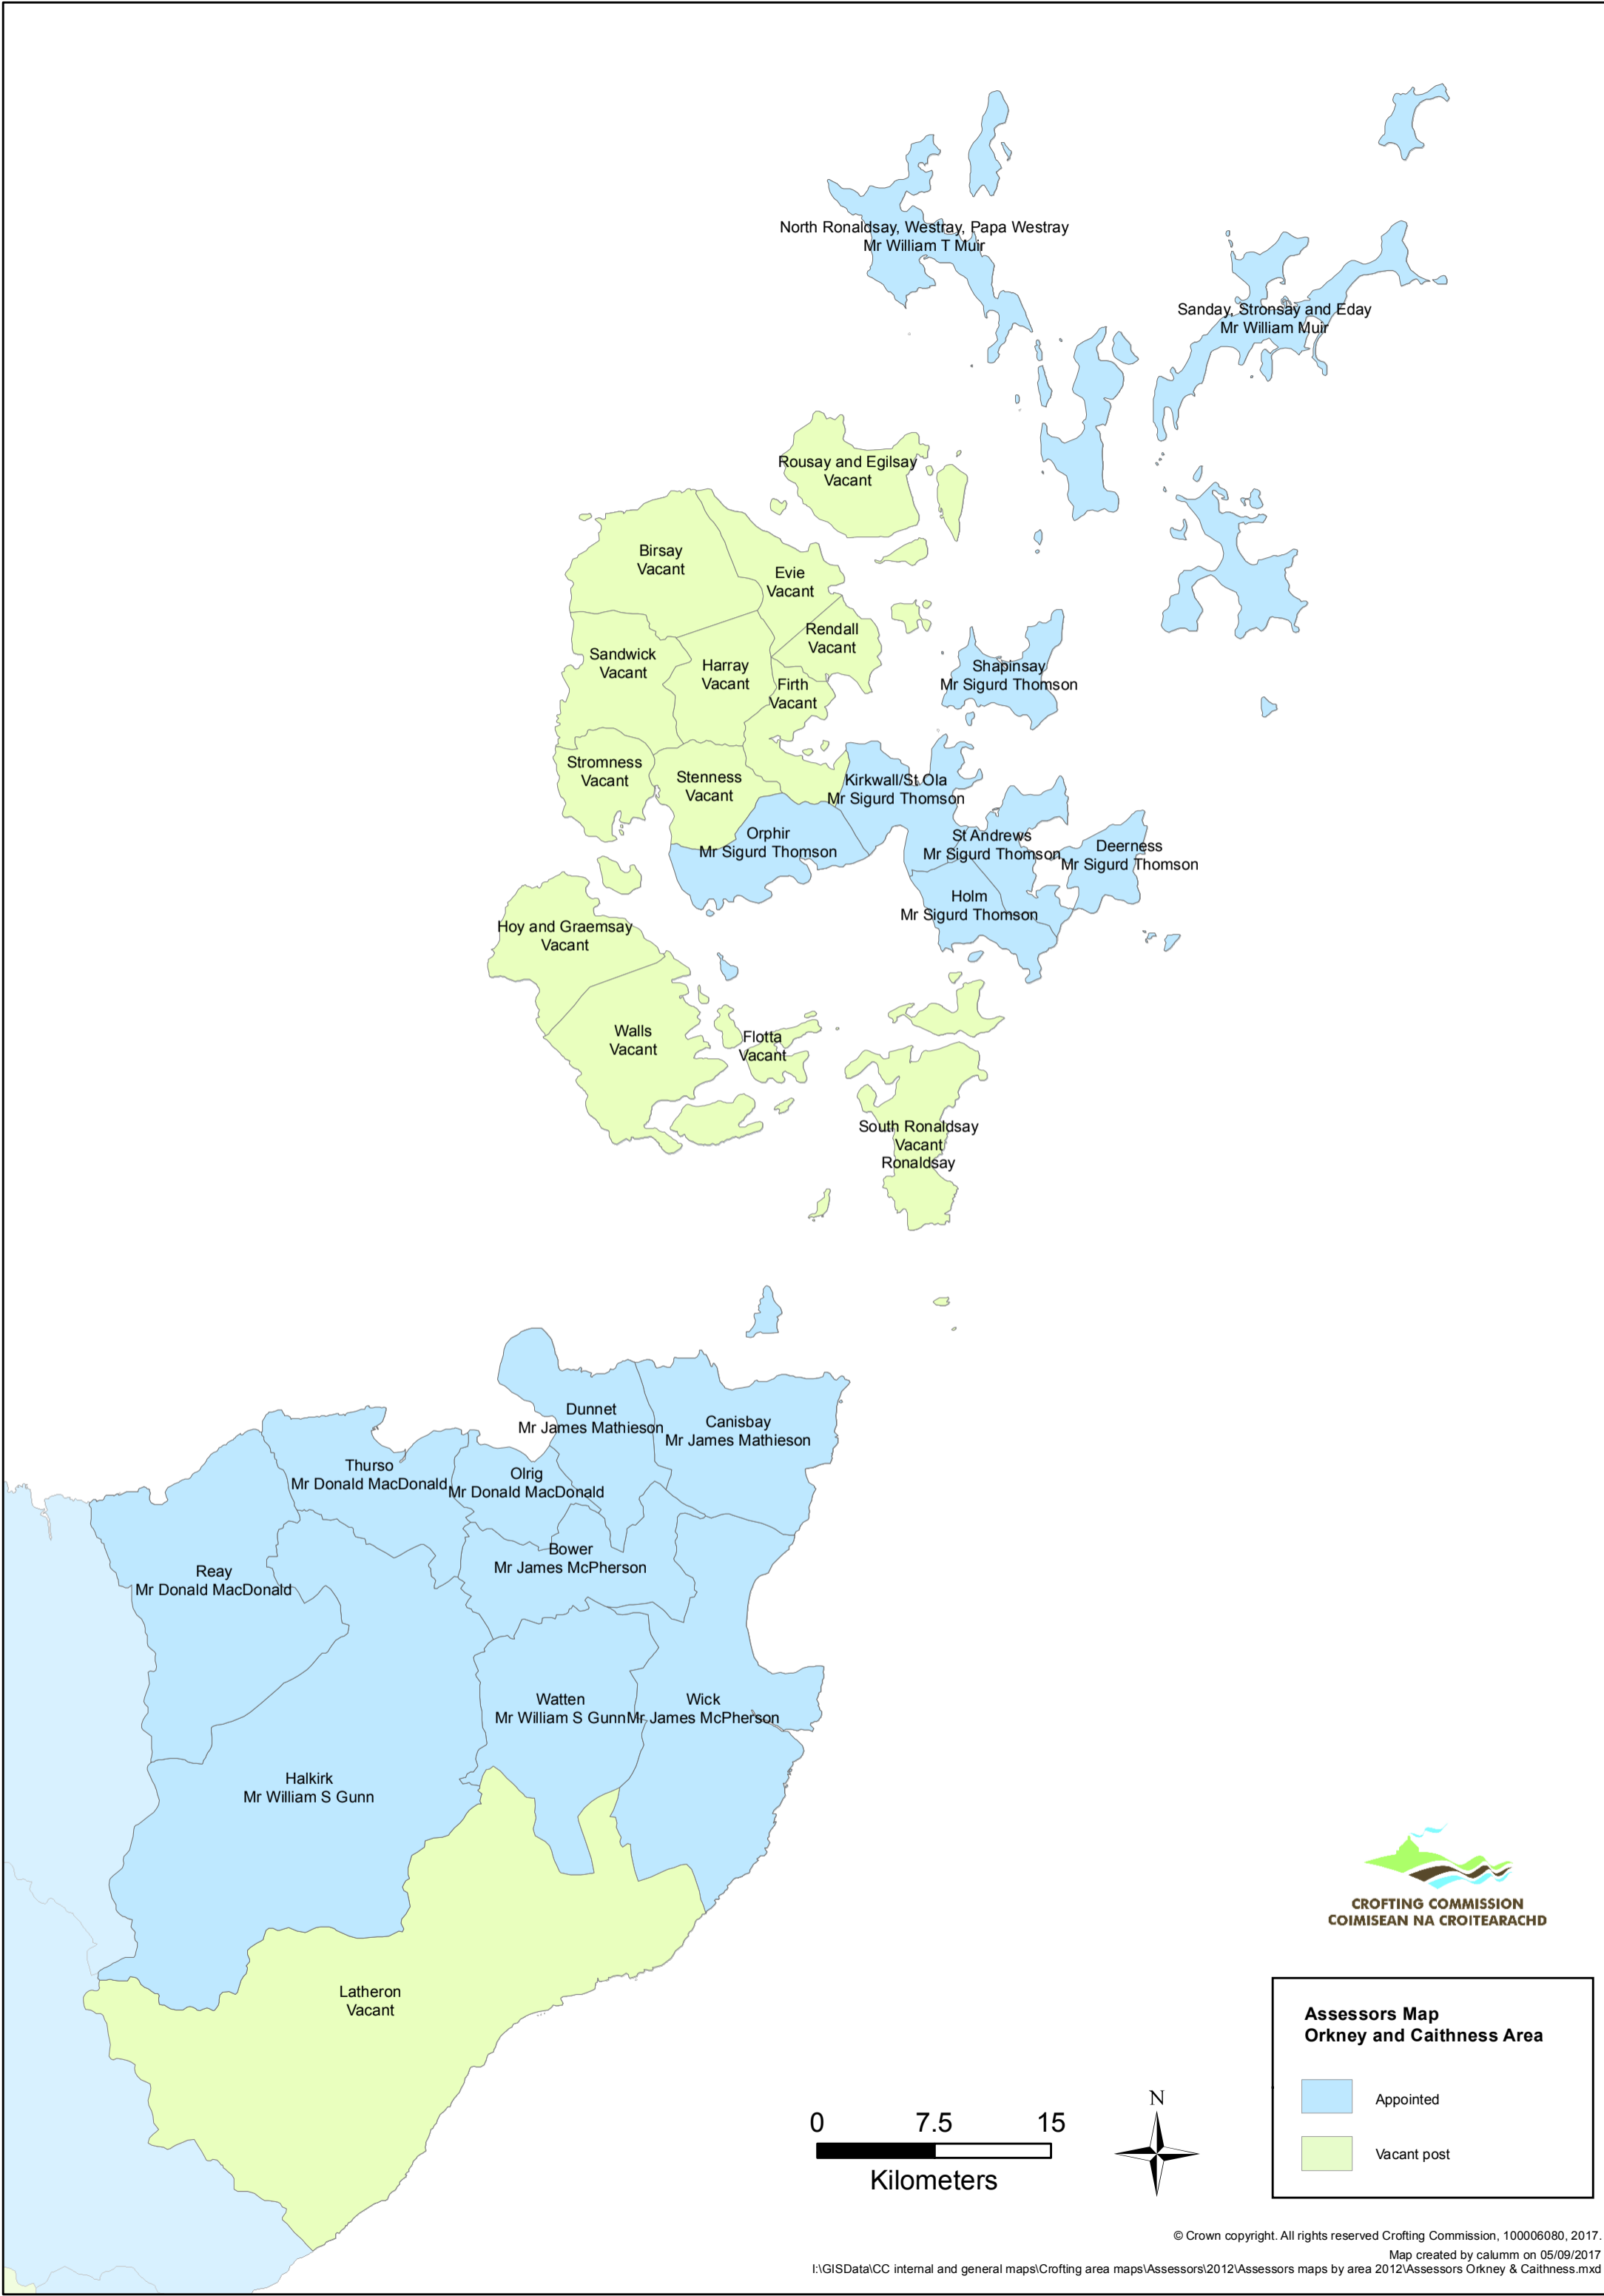 North Ronaldsay, Westray, Papa Westray
Mr William T Muir
Sanday, Stronsay and Eday
Mr William Muir
Rousay and Egilsay
Vacant
Birsay
Vacant
Evie
Vacant
Rendall
Vacant
Sandwick
Vacant
Harray
Vacant
Firth
Vacant
Shapinsay
Mr Sigurd Thomson
Stromness
Vacant
Stenness
Vacant
Kirkwall/St Ola
Mr Sigurd Thomson
Orphir
Mr Sigurd Thomson
St Andrews
Mr Sigurd Thomson
Deerness
Mr Sigurd Thomson
Holm
Mr Sigurd Thomson
Hoy and Graemsay
Vacant
Walls
Vacant
Flotta
Vacant
South Ronaldsay
Vacant
Ronaldsay
Dunnet
Mr James Mathieson
Canisbay
Mr James Mathieson
Thurso
Mr Donald MacDonald
Olrig
Mr Donald MacDonald
Bower
Mr James McPherson
Reay
Mr Donald MacDonald
Watten
Mr William S Gunn
Wick
Mr James McPherson
Halkirk
Mr William S Gunn
Latheron
Vacant
CROFTING COMMISSION
COIMISEAN NA CROITEARACHD
Assessors Map
Orkney and Caithness Area
Appointed
Vacant post
0 7.5 15
Kilometers
N
© Crown copyright. All rights reserved Crofting Commission, 100006080, 2017.
Map created by calumm on 05/09/2017
I:\GISData\CC internal and general maps\Crofting area maps\Assessors\2012\Assessors maps by area 2012\Assessors Orkney & Caithness.mxd